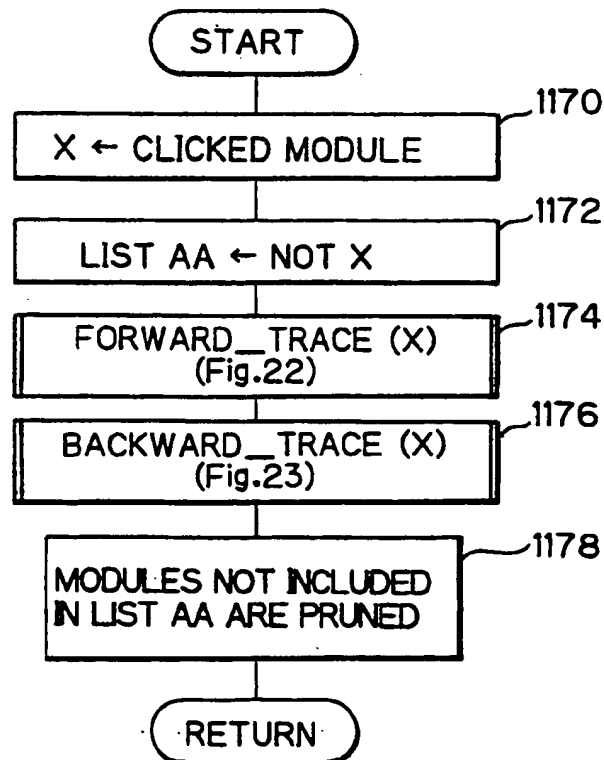 START
1170
X ← CLICKED MODULE
1172
LIST AA ← NOT X
1174
FORWARD_TRACE (X)
(Fig.22)
1176
BACKWARD_TRACE (X)
(Fig.23)
1178
MODULES NOT INCLUDED
IN LIST AA ARE PRUNED
RETURN